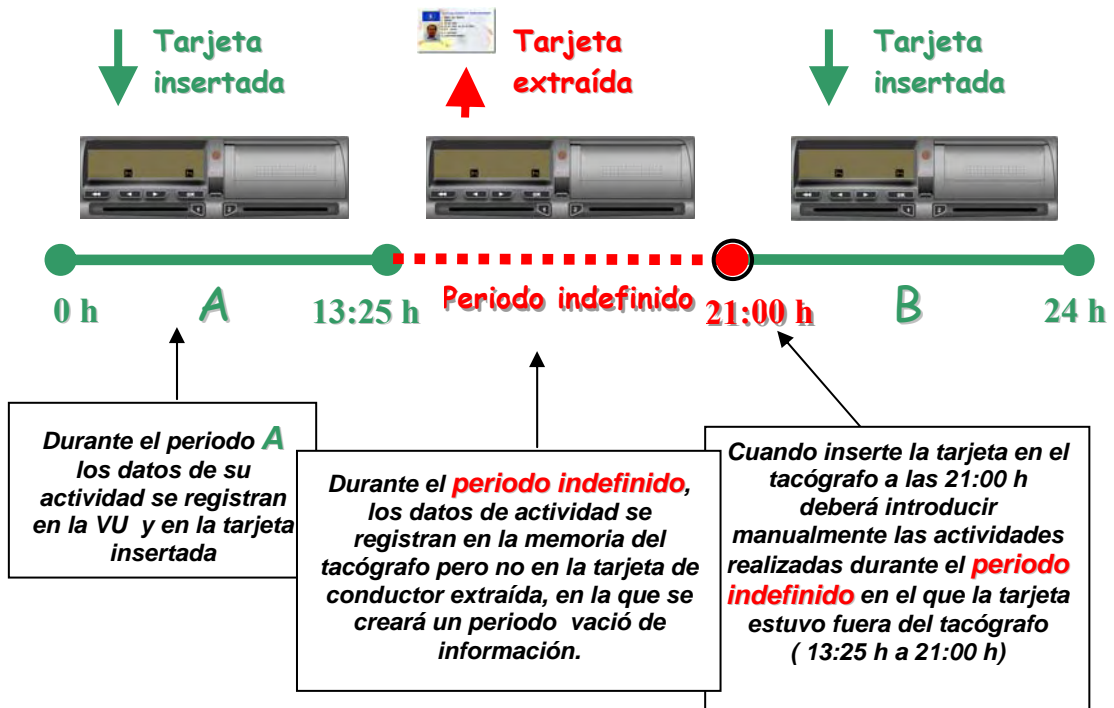 Tarjeta
insertada
Tarjeta
extraída
Tarjeta
insertada
0 h
A
13:25 h
Periodo indefinido
21:00 h
B
24 h
Durante el periodo A
los datos de su
actividad se registran
en la VU y en la tarjeta
insertada
Durante el periodo indefinido,
los datos de actividad se
registran en la memoria del
tacógrafo pero no en la tarjeta de
conductor extraída, en la que se
creará un periodo vació de
información.
Cuando inserte la tarjeta en el
tacógrafo a las 21:00 h
deberá introducir
manualmente las actividades
realizadas durante el periodo
indefinido en el que la tarjeta
estuvo fuera del tacógrafo
( 13:25 h a 21:00 h)